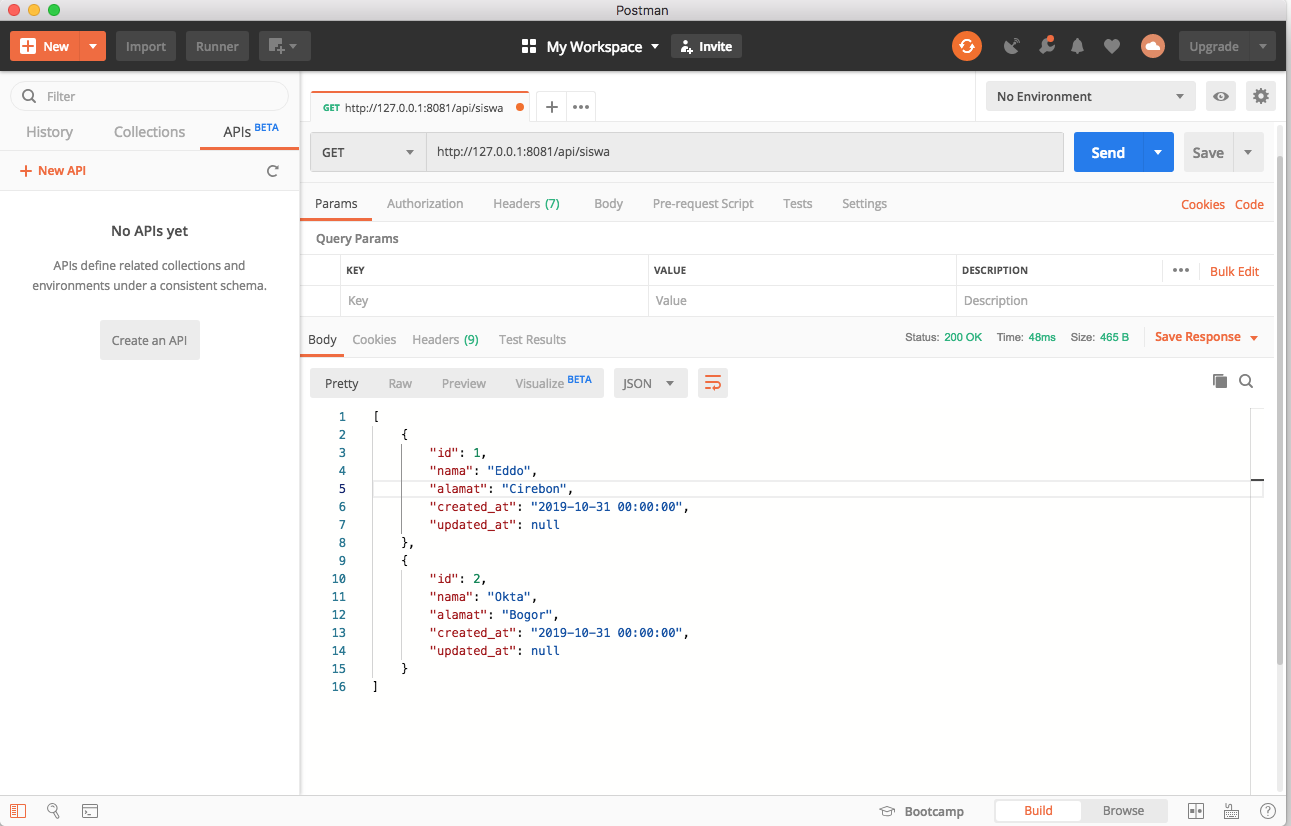 Postman
New Import Runner My Workspace Invite Upgrade
Filter
History Collections APIs BETA
+ New API
No APIs yet
APIs define related collections and
environments under a consistent schema.
Create an API
GET http://127.0.0.1:8081/api/siswa + ••• No Environment
GET http://127.0.0.1:8081/api/siswa Send Save
Params Authorization Headers (7) Body Pre-request Script Tests Settings Cookies Code
Query Params
KEY VALUE DESCRIPTION ••• Bulk Edit
Key Value Description
Body Cookies Headers (9) Test Results Status: 200 OK Time: 48ms Size: 465 B Save Response
Pretty Raw Preview Visualize BETA JSON
1 [
2 {
3 "id": 1,
4 "nama": "Eddo",
5 "alamat": "Cirebon",
6 "created_at": "2019-10-31 00:00:00",
7 "updated_at": null
8 },
9 {
10 "id": 2,
11 "nama": "Okta",
12 "alamat": "Bogor",
13 "created_at": "2019-10-31 00:00:00",
14 "updated_at": null
15 }
16 ]
Bootcamp Build Browse ?